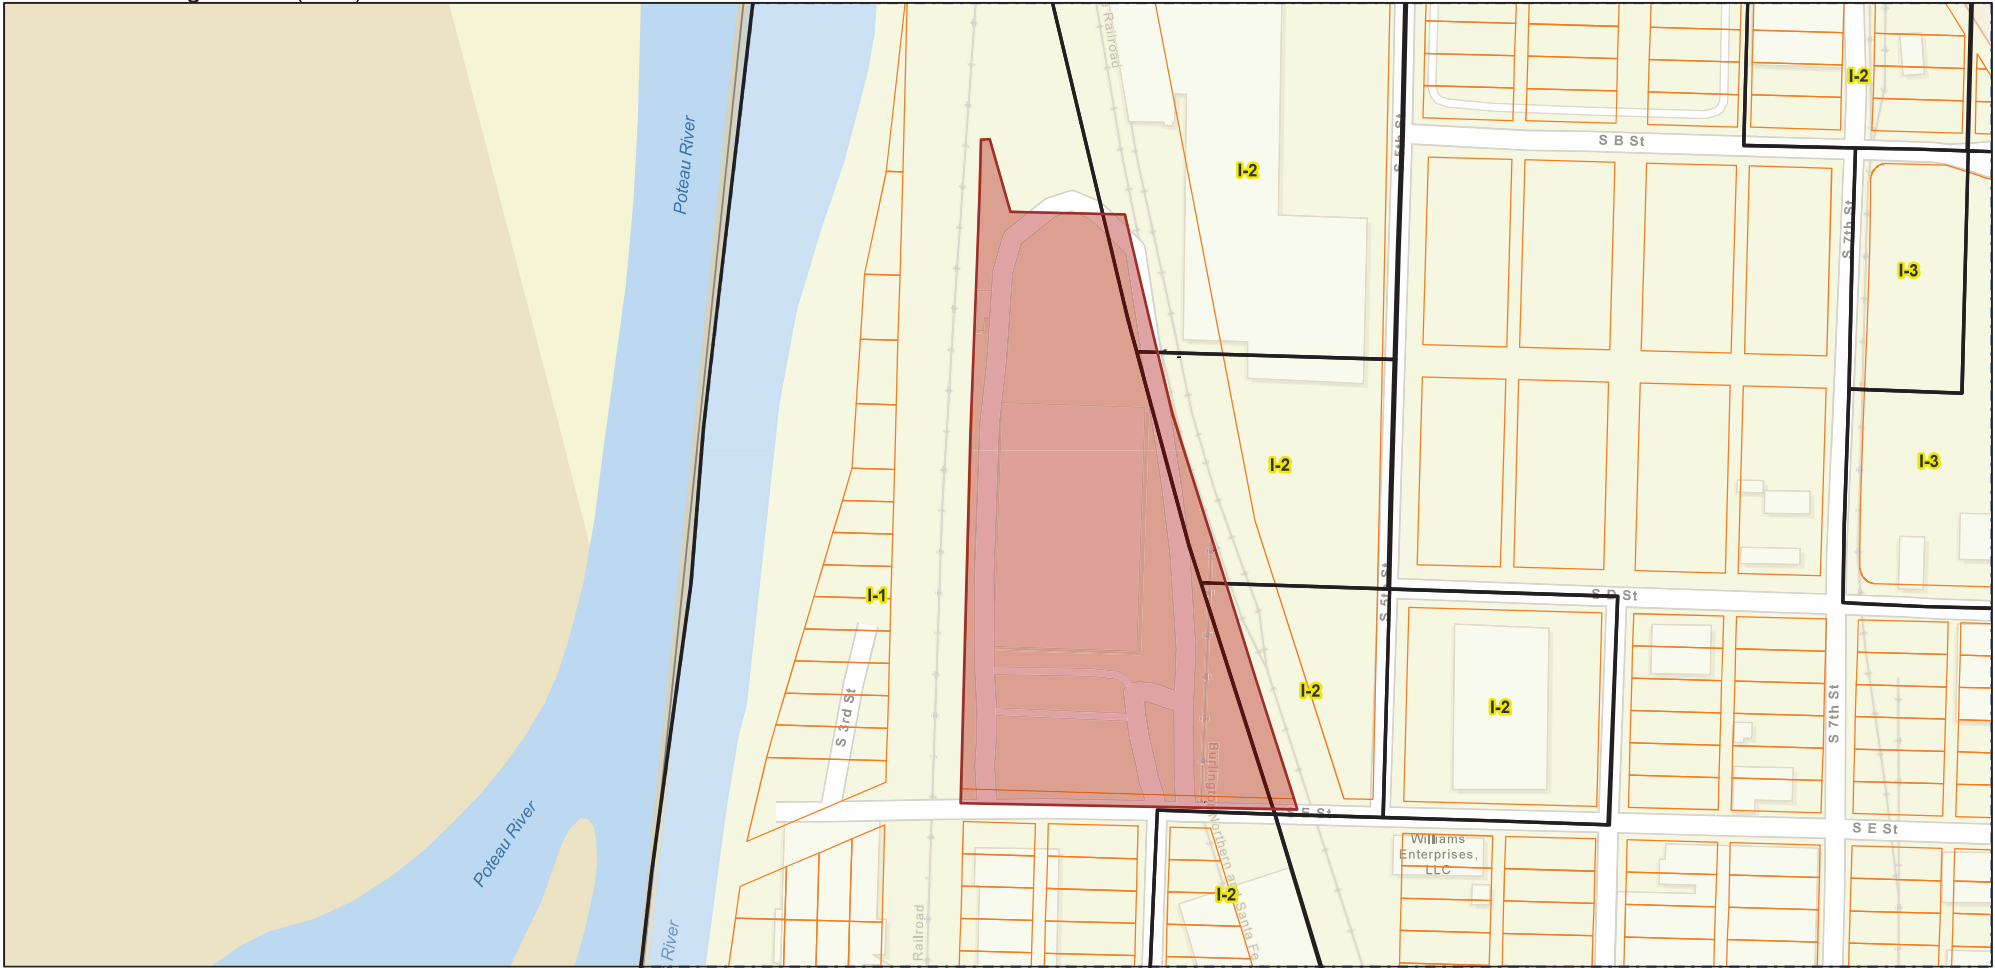 Railroad
I-2
Poteau River
S 5th St
S B St
I-2
S 7th St
I-3
I-2
I-3
I-1
S 5th St
S D St
I-2
S 3rd St
I-2
S 7th St
Poteau River
Burlington Northern and Santa Fe
S E St
S E St
Williams
Enterprises,
LLC
I-2
Railroad
River